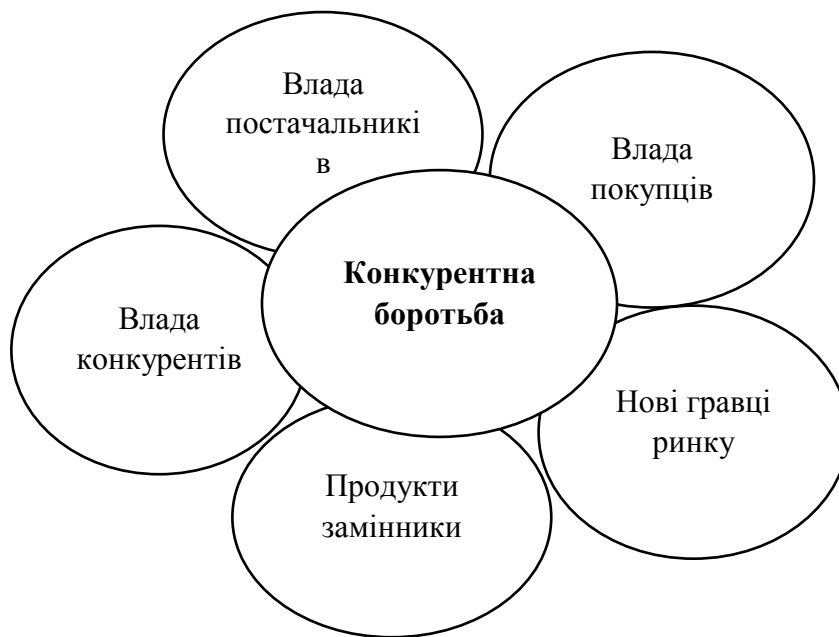 Влада
постачальникі
в
Влада
покупців
Конкурентна
боротьба
Влада
конкурентів
Нові гравці
ринку
Продукти
замінники